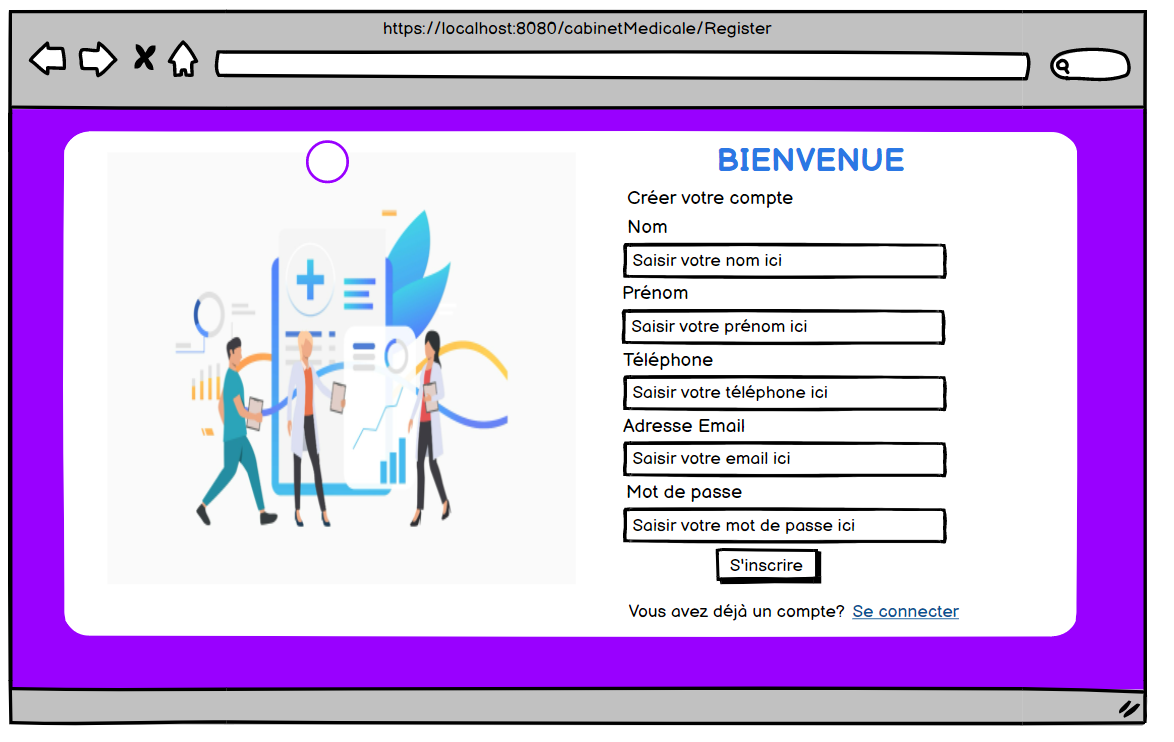 https://localhost:8080/cabinetMedicale/Register
BIENVENUE
Créer votre compte
Nom
Saisir votre nom ici
Prénom
Saisir votre prénom ici
Téléphone
Saisir votre téléphone ici
Adresse Email
Saisir votre email ici
Mot de passe
Saisir votre mot de passe ici
S'inscrire
Vous avez déjà un compte? Se connecter